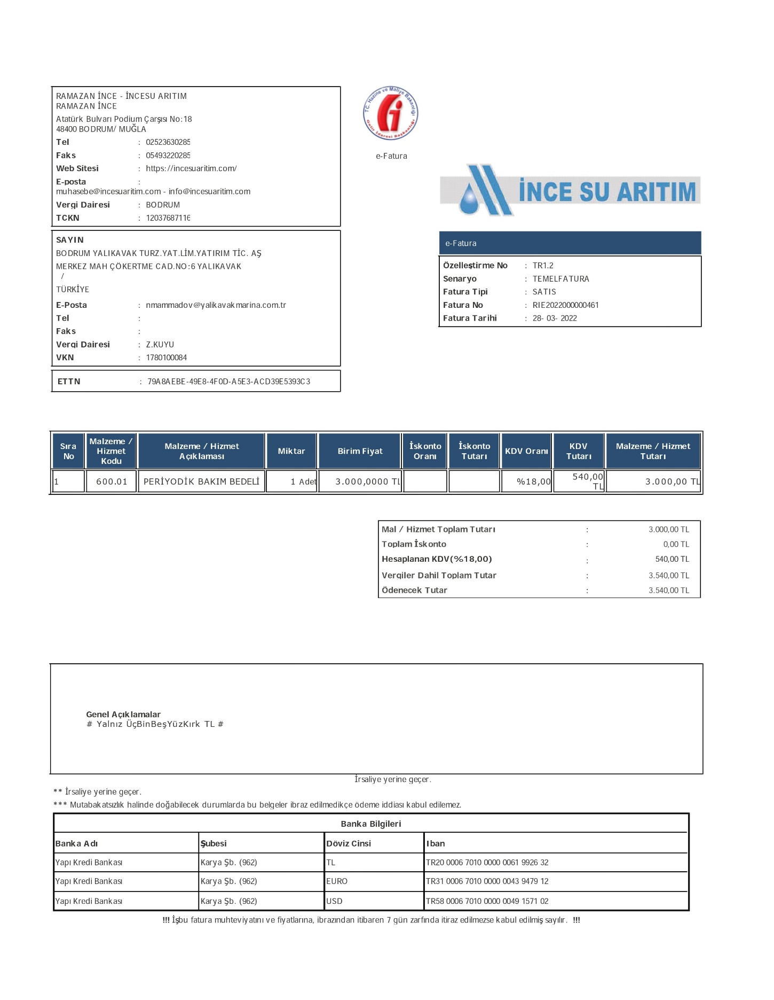 RAMAZAN İNCE - İNCESU ARITIM
RAMAZAN İNCE
Atatürk Bulvarı Podium Çarşısı No:18
48400 BODRUM/ MUĞLA
Tel : 02523630285
Faks : 05493220285
Web Sitesi : https://incesuaritim.com/
E-posta :
muhasebe@incesuaritim.com - info@incesuaritim.com
Vergi Dairesi : BODRUM
TCKN : 12037687116
T.C. Hazine ve Maliye Bakanlığı
Gelir İdaresi Başkanlığı
e-Fatura
İNCE SU ARITIM
SAYIN
BODRUM YALIKAVAK TURZ.YAT.LİM.YATIRIM TİC. AŞ
MERKEZ MAH ÇÖKERTME CAD.NO:6 YALIKAVAK
/
TÜRKİYE
E-Posta : nmammadov@yalikavakmarina.com.tr
Tel :
Faks :
Vergi Dairesi : Z.KUYU
VKN : 1780100084
e-Fatura
Özelleştirme No : TR1.2
Senaryo : TEMELFATURA
Fatura Tipi : SATIS
Fatura No : RIE2022000000461
Fatura Tarihi : 28- 03- 2022
ETTN : 79A8AEBE-49E8-4F0D-A5E3-ACD39E5393C3
Sıra No Malzeme / Hizmet Kodu Malzeme / Hizmet Açıklaması Miktar Birim Fiyat İskonto Oranı İskonto Tutarı KDV Oranı KDV Tutarı Malzeme / Hizmet Tutarı
1 600.01 PERİYODİK BAKIM BEDELİ 1 Adet 3.000,0000 TL %18,00 540,00 TL 3.000,00 TL
Mal / Hizmet Toplam Tutarı : 3.000,00 TL
Toplam İskonto : 0,00 TL
Hesaplanan KDV(%18,00) : 540,00 TL
Vergiler Dahil Toplam Tutar : 3.540,00 TL
Ödenecek Tutar : 3.540,00 TL
Genel Açıklamalar
# Yalnız ÜçBinBeşYüzKırk TL #
İrsaliye yerine geçer.
** İrsaliye yerine geçer.
*** Mutabakatsızlık halinde doğabilecek durumlarda bu belgeler ibraz edilmedikçe ödeme iddiası kabul edilemez.
Banka Bilgileri
Banka Adı Şubesi Döviz Cinsi Iban
Yapı Kredi Bankası Karya Şb. (962) TL TR20 0006 7010 0000 0061 9926 32
Yapı Kredi Bankası Karya Şb. (962) EURO TR31 0006 7010 0000 0043 9479 12
Yapı Kredi Bankası Karya Şb. (962) USD TR58 0006 7010 0000 0049 1571 02
!!! İşbu fatura muhteviyatını ve fiyatlarına, ibrazından itibaren 7 gün zarfında itiraz edilmezse kabul edilmiş sayılır. !!!